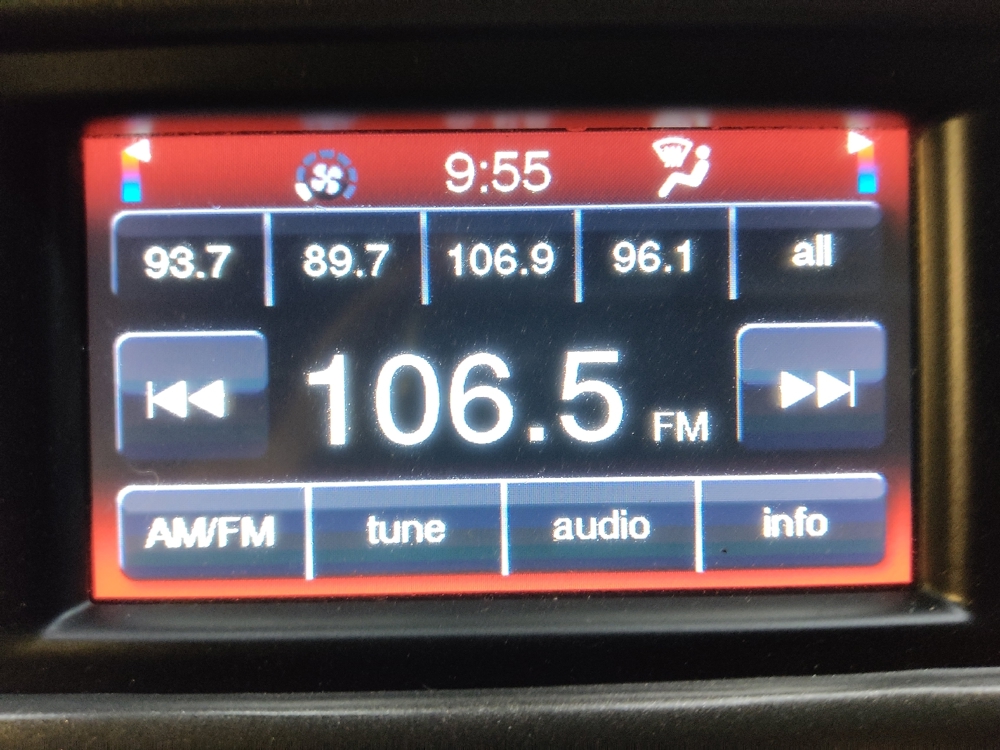 9:55
93.7 89.7 106.9 96.1 all
106.5 FM
AM/FM tune audio info